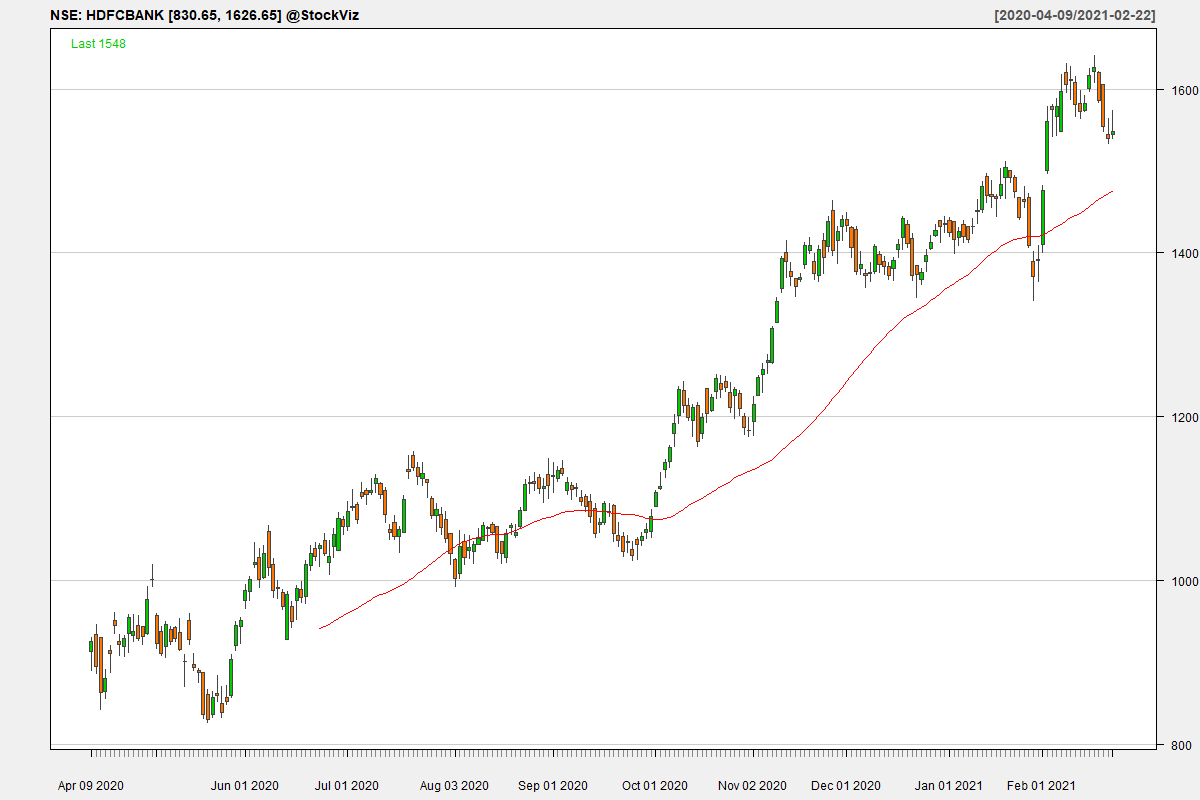 NSE: HDFCBANK [830.65, 1626.65] @StockViz [2020-04-09/2021-02-22]
Last 1548
1600
1400
1200
1000
800
Apr 09 2020 Jun 01 2020 Jul 01 2020 Aug 03 2020 Sep 01 2020 Oct 01 2020 Nov 02 2020 Dec 01 2020 Jan 01 2021 Feb 01 2021